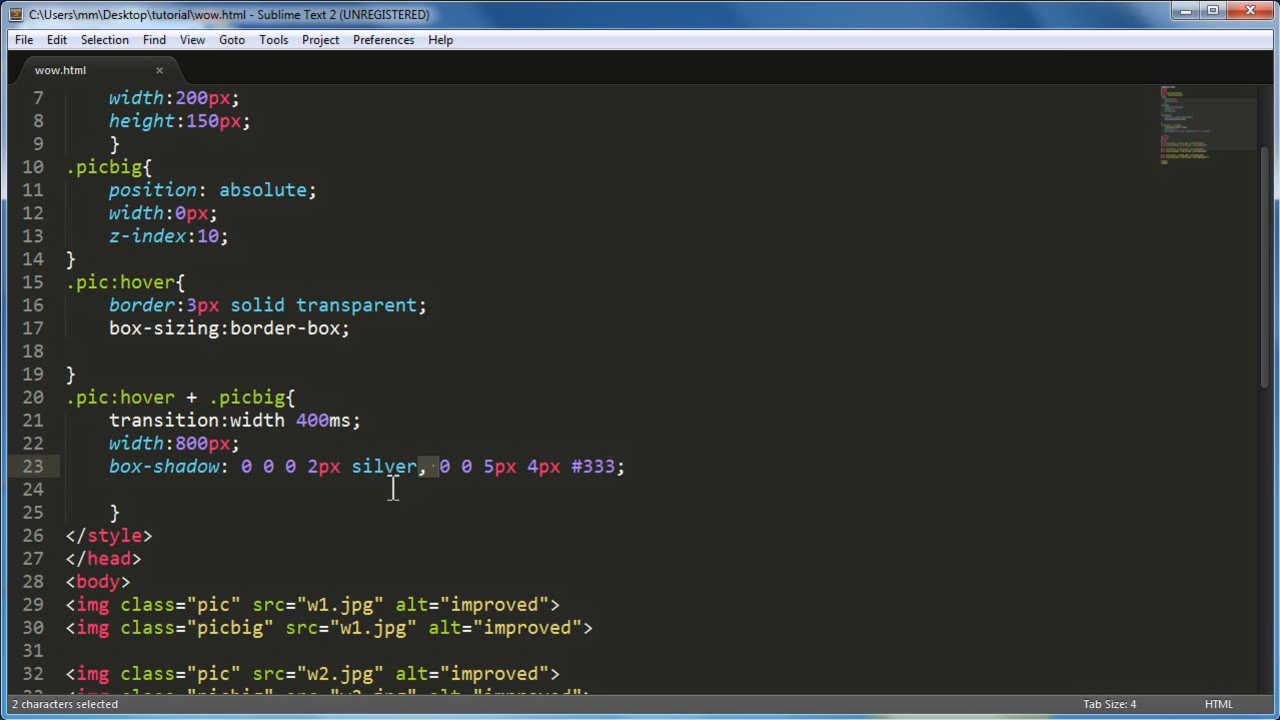 C:\Users\mm\Desktop\tutorial\wow.html - Sublime Text 2 (UNREGISTERED)
File Edit Selection Find View Goto Tools Project Preferences Help
wow.html ×
7 width:200px;
8 height:150px;
9 }
10 .picbig{
11 position: absolute;
12 width:0px;
13 z-index:10;
14 }
15 .pic:hover{
16 border:3px solid transparent;
17 box-sizing:border-box;
18
19 }
20 .pic:hover + .picbig{
21 transition:width 400ms;
22 width:800px;
23 box-shadow: 0 0 0 2px silver, 0 0 5px 4px #333;
24
25 }
26 </style>
27 </head>
28 <body>
29 <img class="pic" src="w1.jpg" alt="improved">
30 <img class="picbig" src="w1.jpg" alt="improved">
31
32 <img class="pic" src="w2.jpg" alt="improved">
2 characters selected Tab Size: 4 HTML